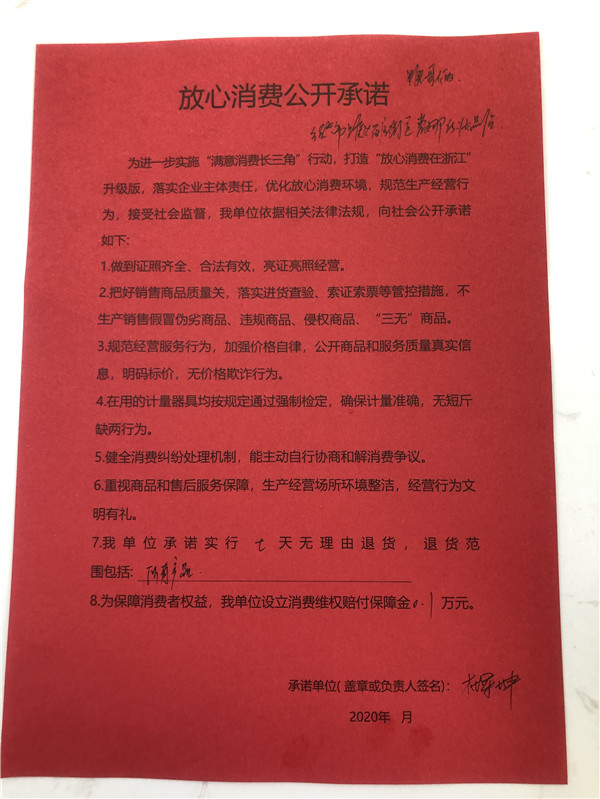 放心消费公开承诺
为进一步实施“满意消费长三角”行动，打造“放心消费在浙江”
升级版，落实企业主体责任，优化放心消费环境，规范生产经营行
为，接受社会监督，我单位依据相关法律法规，向社会公开承诺
如下：
1.做到证照齐全、合法有效，亮证亮照经营。
2.把好销售商品质量关，落实进货查验、索证索票等管控措施，不
生产销售假冒伪劣商品、违规商品、侵权商品、“三无”商品。
3.规范经营服务行为，加强价格自律，公开商品和服务质量真实信
息，明码标价，无价格欺诈行为。
4.在用的计量器具均按规定通过强制检定，确保计量准确，无短斤
缺两行为。
5.健全消费纠纷处理机制，能主动自行协商和解消费争议。
6.重视商品和售后服务保障，生产经营场所环境整洁，经营行为文
明有礼。
7.我单位承诺实行 七 天无理由退货，退货范
围包括：所有产品
8.为保障消费者权益，我单位设立消费维权赔付保障金0.1万元。
承诺单位(盖章或负责人签名)：
2020年 月